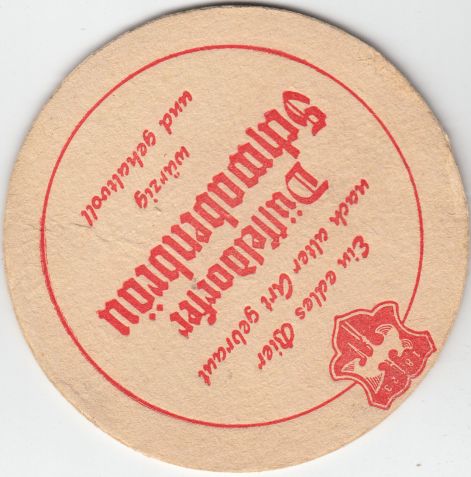 Ein edles Bier
nach alter Art gebraut
Düsseldorfer
Schwabenbräu
würzig
und gehaltvoll